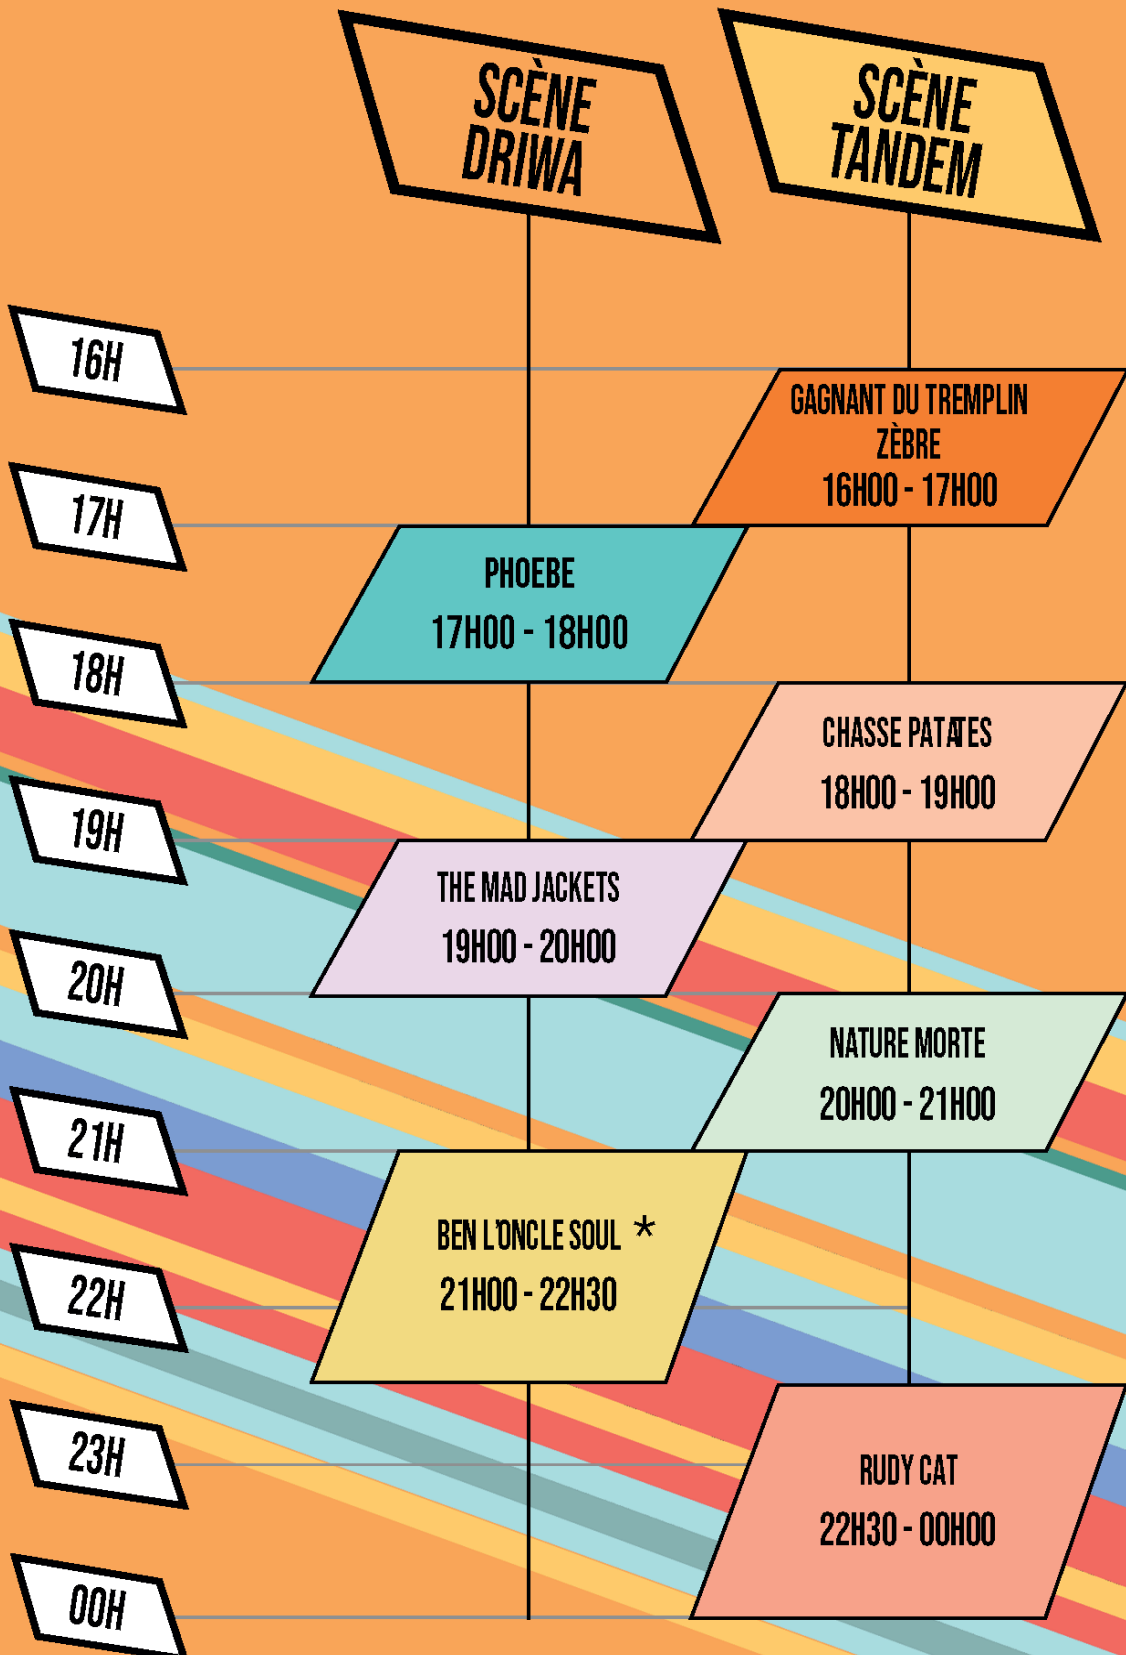 SCÈNE
DRIWA
SCÈNE
TANDEM
16H
GAGNANT DU TREMPLIN
ZÈBRE
16H00 - 17H00
17H
PHOEBE
17H00 - 18H00
18H
CHASSE PATATES
18H00 - 19H00
19H
THE MAD JACKETS
19H00 - 20H00
20H
NATURE MORTE
20H00 - 21H00
21H
BEN L'ONCLE SOUL *
21H00 - 22H30
22H
23H
RUDY CAT
22H30 - 00H00
00H